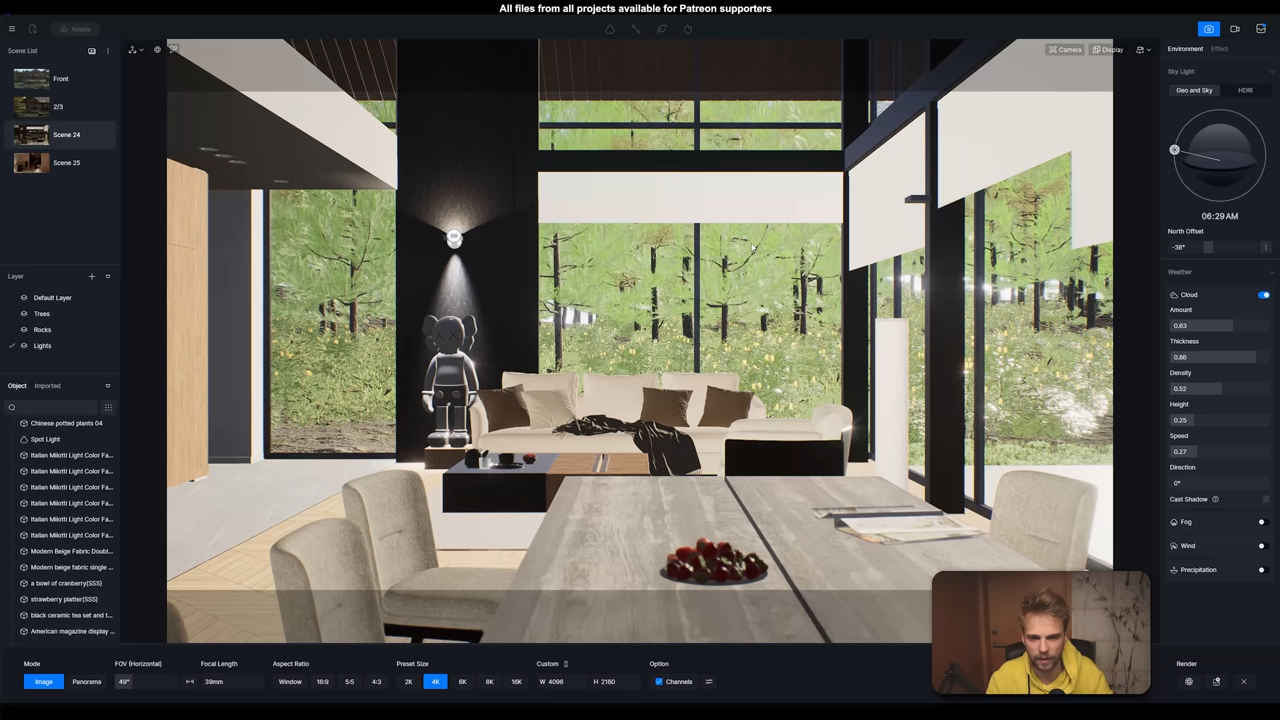 All files from all projects available for Patreon supporters
Assets
Scene List
Front
2/3
Scene 24
Scene 25
Layer
Default Layer
Trees
Rocks
Lights
Object Imported
Chinese potted plants 04
Spot Light
Italian Milotti Light Color Fa...
Italian Milotti Light Color Fa...
Italian Milotti Light Color Fa...
Italian Milotti Light Color Fa...
Italian Milotti Light Color Fa...
Italian Milotti Light Color Fa...
Modern Beige Fabric Doubl...
Modern beige fabric single ...
a bowl of cranberry(SSS)
strawberry platter(SSS)
black ceramic tea set and t...
American magazine display ...
Camera Display
Environment Effect
Sky Light
Geo and Sky HDRI
06:29 AM
North Offset
-38°
Weather
Cloud
Amount
0.63
Thickness
0.86
Density
0.52
Height
0.25
Speed
0.27
Direction
0°
Cast Shadow
Fog
Wind
Precipitation
Mode FOV (Horizontal) Focal Length Aspect Ratio Preset Size Custom Option Render
Image Panorama 49° 39mm Window 16:9 5:5 4:3 2K 4K 6K 8K 16K W 4096 H 2160 Channels